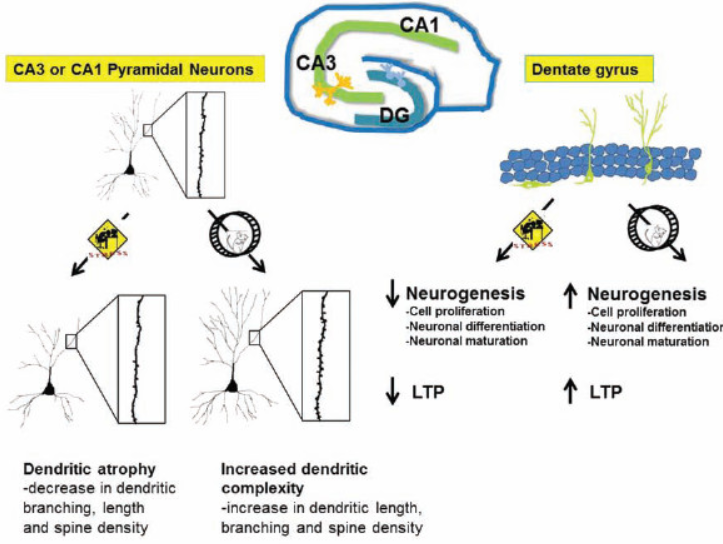 CA1
CA3
DG
CA3 or CA1 Pyramidal Neurons
Dentate gyrus
STRESS
STRESS
Neurogenesis
-Cell proliferation
-Neuronal differentiation
-Neuronal maturation
LTP
Neurogenesis
-Cell proliferation
-Neuronal differentiation
-Neuronal maturation
LTP
Dendritic atrophy
-decrease in dendritic
branching, length
and spine density
Increased dendritic
complexity
-increase in dendritic length,
branching and spine density